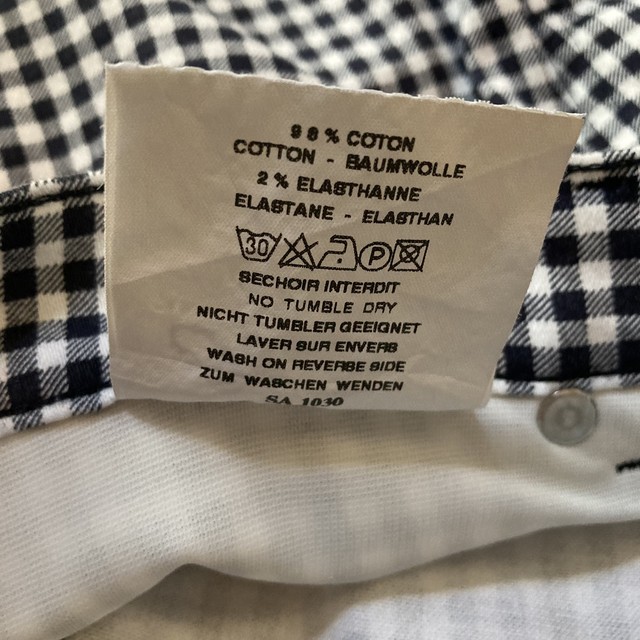 98% COTON
COTTON - BAUMWOLLE
2% ELASTHANNE
ELASTANE - ELASTHAN
30 P
SECHOIR INTERDIT
NO TUMBLE DRY
NICHT TUMBLER GEEIGNET
LAVER SUR ENVERS
WASH ON REVERSE SIDE
ZUM WASCHEN WENDEN
SA 1030